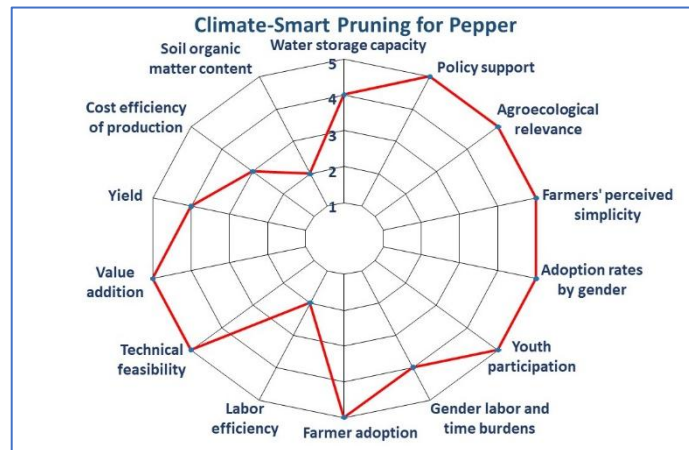 Climate-Smart Pruning for Pepper
Water storage capacity
Policy support
Agroecological
relevance
Farmers' perceived
simplicity
Adoption rates
by gender
Youth
participation
Gender labor and
time burdens
Farmer adoption
Labor
efficiency
Technical
feasibility
Value
addition
Yield
Cost efficiency
of production
Soil organic
matter content
5
4
3
2
1